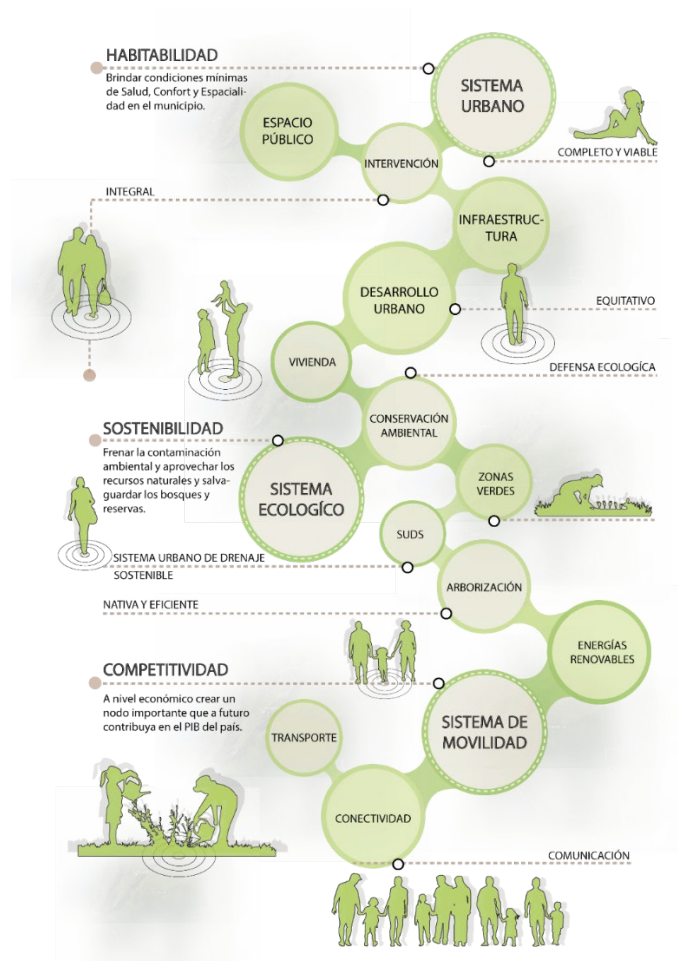 HABITABILIDAD
Brindar condiciones mínimas
de Salud, Confort y Espaciali-
dad en el municipio.
SISTEMA
URBANO
ESPACIO
PÚBLICO
INTERVENCIÓN
COMPLETO Y VIABLE
INTEGRAL
INFRAESTRUC-
TURA
DESARROLLO
URBANO
EQUITATIVO
VIVIENDA
DEFENSA ECOLOGÍCA
CONSERVACIÓN
AMBIENTAL
SOSTENIBILIDAD
Frenar la contaminación
ambiental y aprovechar los
recursos naturales y salva-
guardar los bosques y
reservas.
SISTEMA
ECOLOGÍCO
ZONAS
VERDES
SUDS
SISTEMA URBANO DE DRENAJE
SOSTENIBLE
ARBORIZACIÓN
NATIVA Y EFICIENTE
ENERGÍAS
RENOVABLES
COMPETITIVIDAD
A nivel económico crear un
nodo importante que a futuro
contribuya en el PIB del país.
SISTEMA DE
MOVILIDAD
TRANSPORTE
CONECTIVIDAD
COMUNICACIÓN